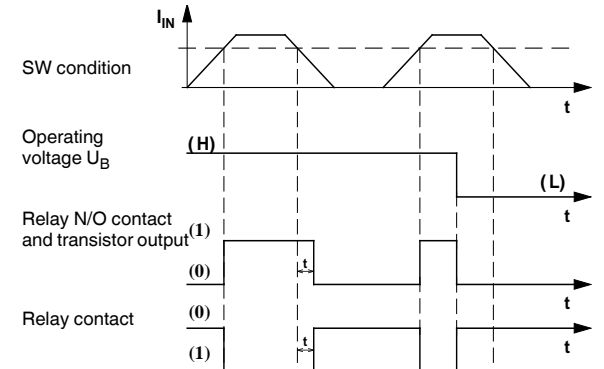 I_IN
SW condition
t
Operating
voltage U_B
(H)
(L)
t
Relay N/O contact
and transistor output
(1)
t
(0)
t
Relay contact
(0)
t
t
(1)